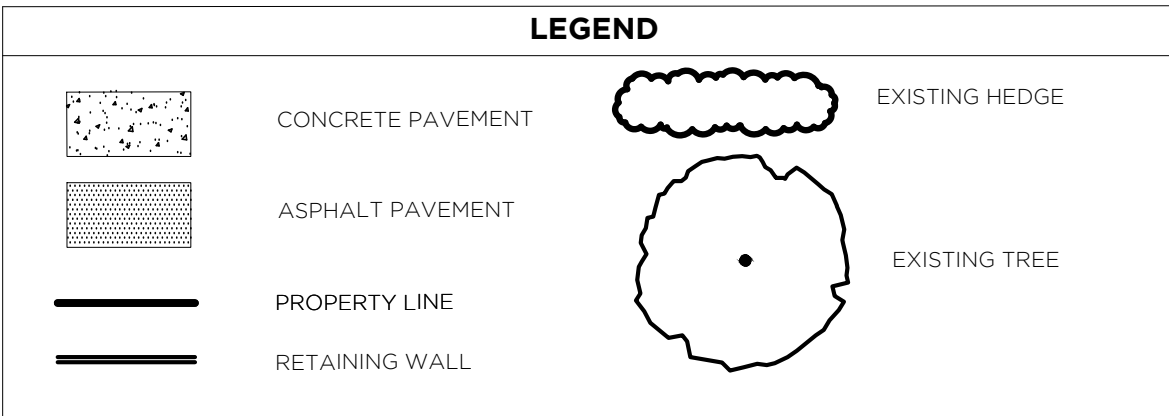 LEGEND
CONCRETE PAVEMENT
ASPHALT PAVEMENT
PROPERTY LINE
RETAINING WALL
EXISTING HEDGE
EXISTING TREE